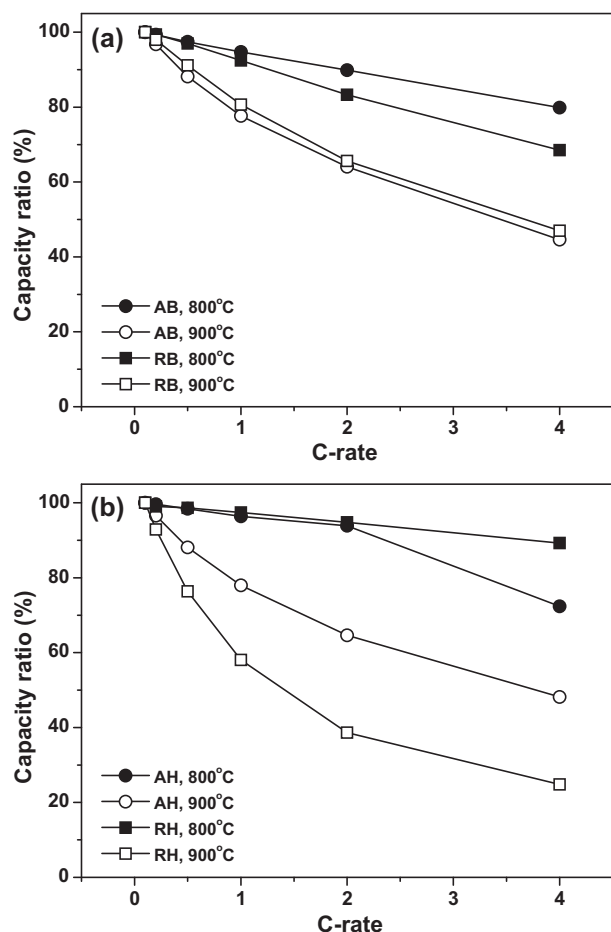 (a)
100
80
60
40
20
0
Capacity ratio (%)
AB, 800°C
AB, 900°C
RB, 800°C
RB, 900°C
0 1 2 3 4
C-rate
(b)
100
80
60
40
20
0
Capacity ratio (%)
AH, 800°C
AH, 900°C
RH, 800°C
RH, 900°C
0 1 2 3 4
C-rate